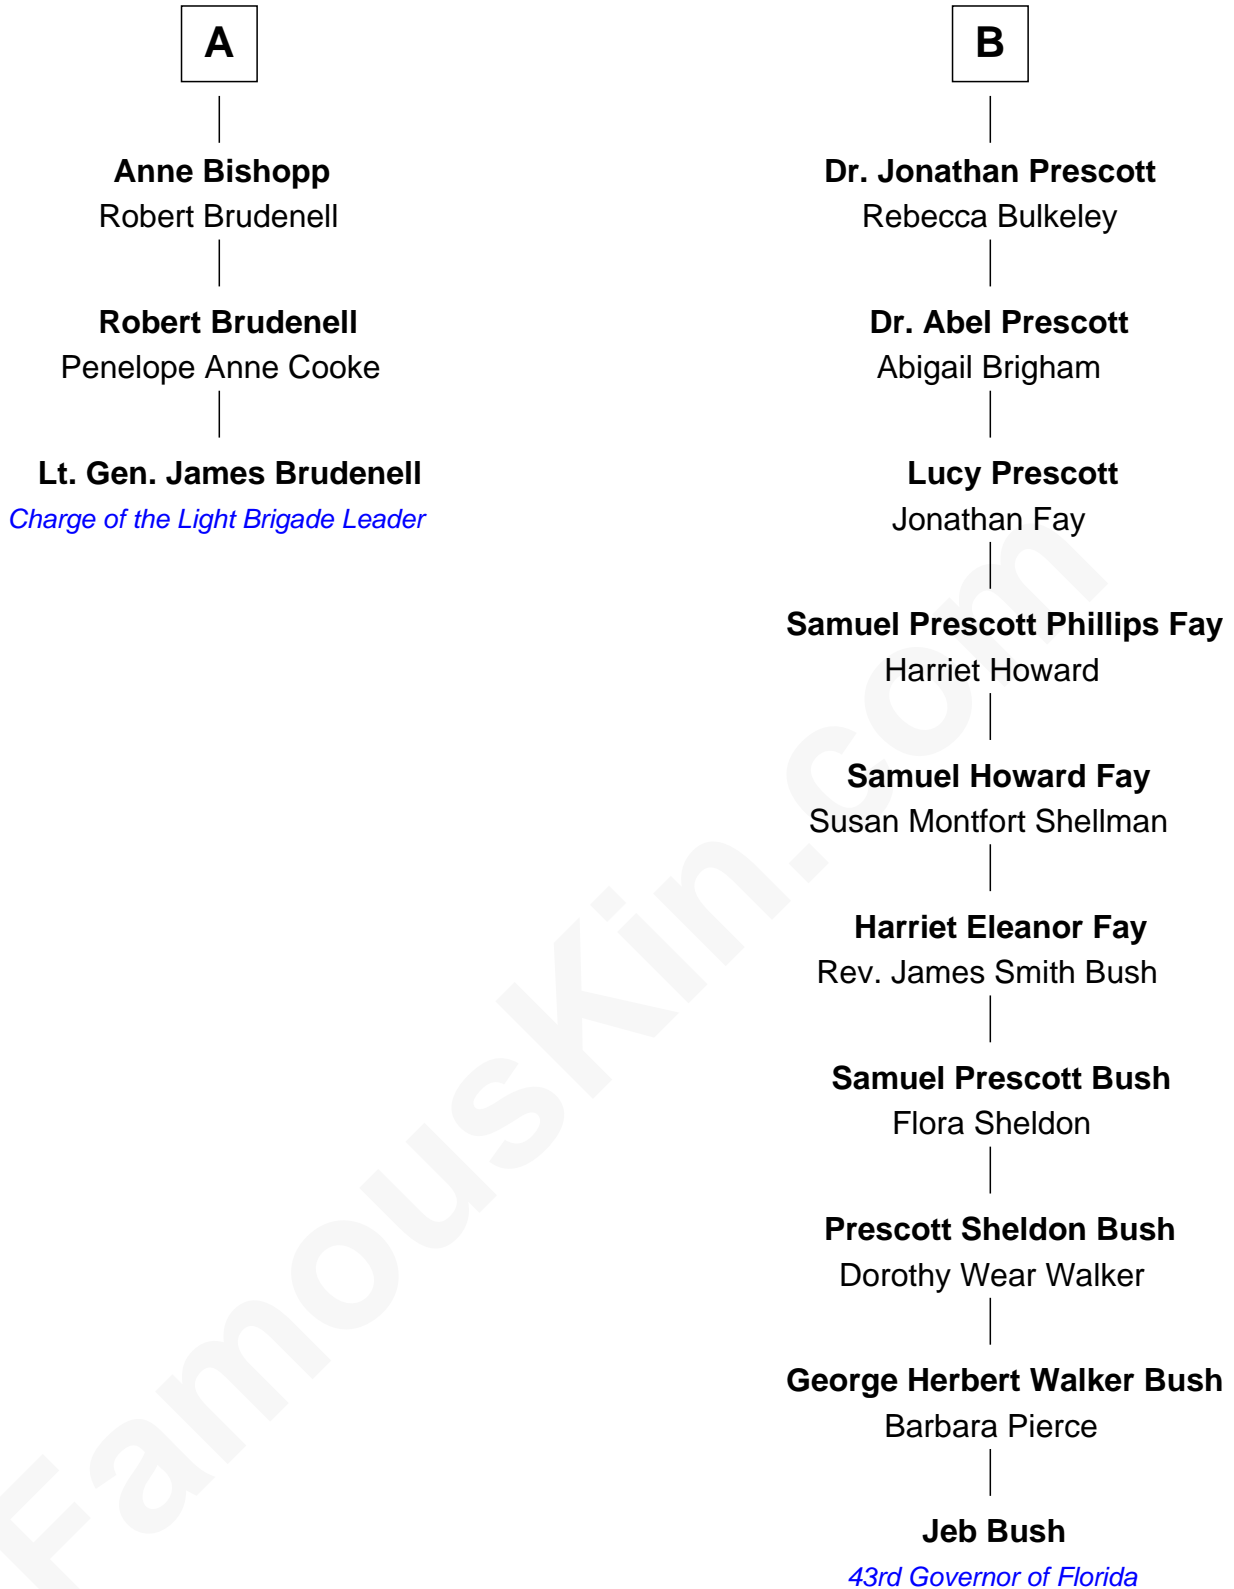 A
Anne Bishopp
Robert Brudenell
Robert Brudenell
Penelope Anne Cooke
Lt. Gen. James Brudenell
Charge of the Light Brigade Leader
B
Dr. Jonathan Prescott
Rebecca Bulkeley
Dr. Abel Prescott
Abigail Brigham
Lucy Prescott
Jonathan Fay
Samuel Prescott Phillips Fay
Harriet Howard
Samuel Howard Fay
Susan Montfort Shellman
Harriet Eleanor Fay
Rev. James Smith Bush
Samuel Prescott Bush
Flora Sheldon
Prescott Sheldon Bush
Dorothy Wear Walker
George Herbert Walker Bush
Barbara Pierce
Jeb Bush
43rd Governor of Florida
FamousKin.com